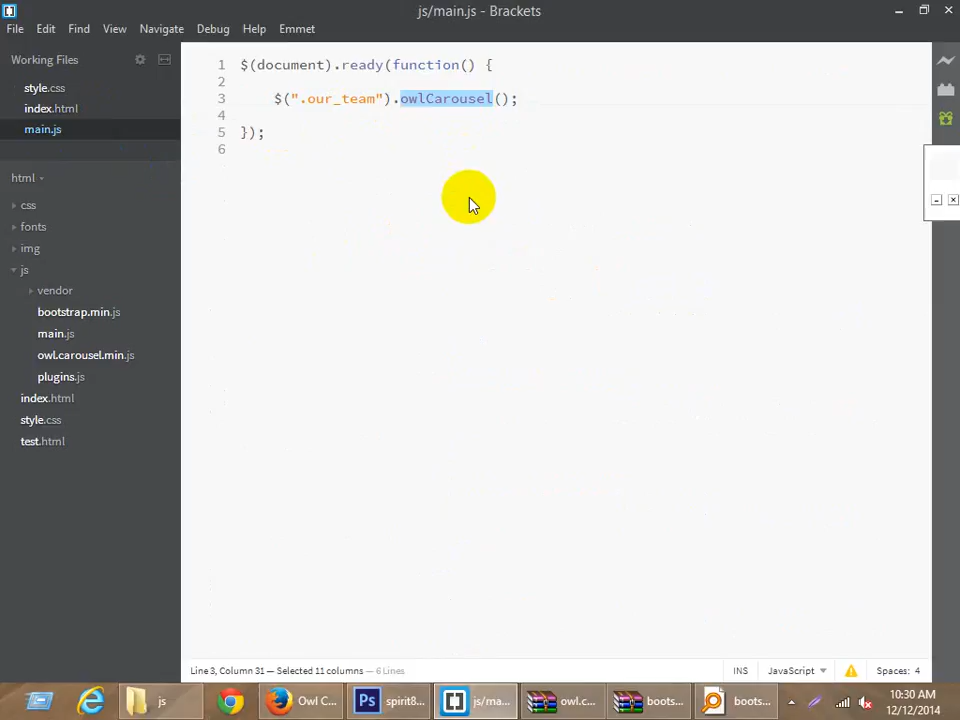 js/main.js - Brackets
File Edit Find View Navigate Debug Help Emmet
Working Files
style.css
index.html
main.js
html
css
fonts
img
js
vendor
bootstrap.min.js
main.js
owl.carousel.min.js
plugins.js
index.html
style.css
test.html
1 $(document).ready(function() {
2
3 $(".our_team").owlCarousel();
4
5 });
6
Line 3, Column 31 — Selected 11 columns — 6 Lines
INS JavaScript Spaces: 4
js Owl C... spirit8... js/ma... owl.c... boots... boots...
Ps
10:30 AM
12/12/2014